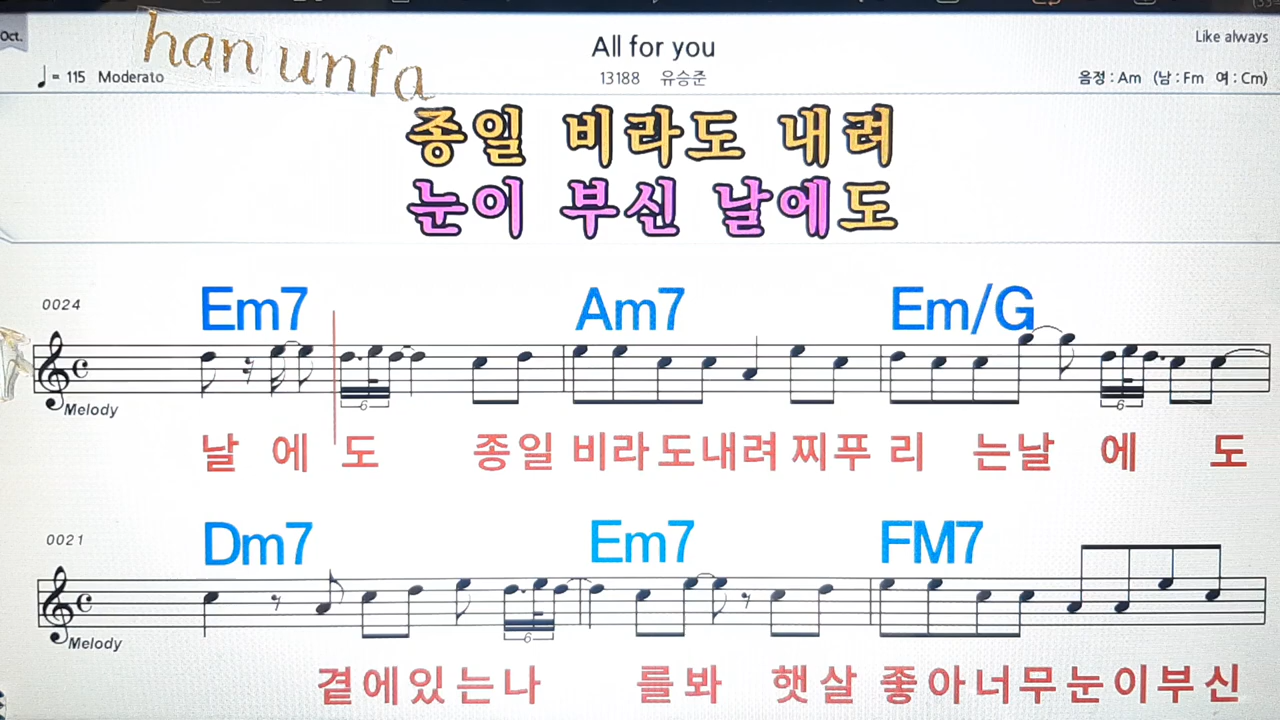 Oct.
han unfa
All for you
Like always
= 115 Moderato
13188 유승준
음정 : Am (남 : Fm 여 : Cm)
종일 비라도 내려
눈이 부신 날에도
0024
Em7 Am7 Em/G
Melody
6 6
날 에 도 종일 비라도내려 찌푸 리 는날 에 도
0021
Dm7 Em7 FM7
Melody
6
곁에있는나 를봐 햇살 좋아너무눈이부신